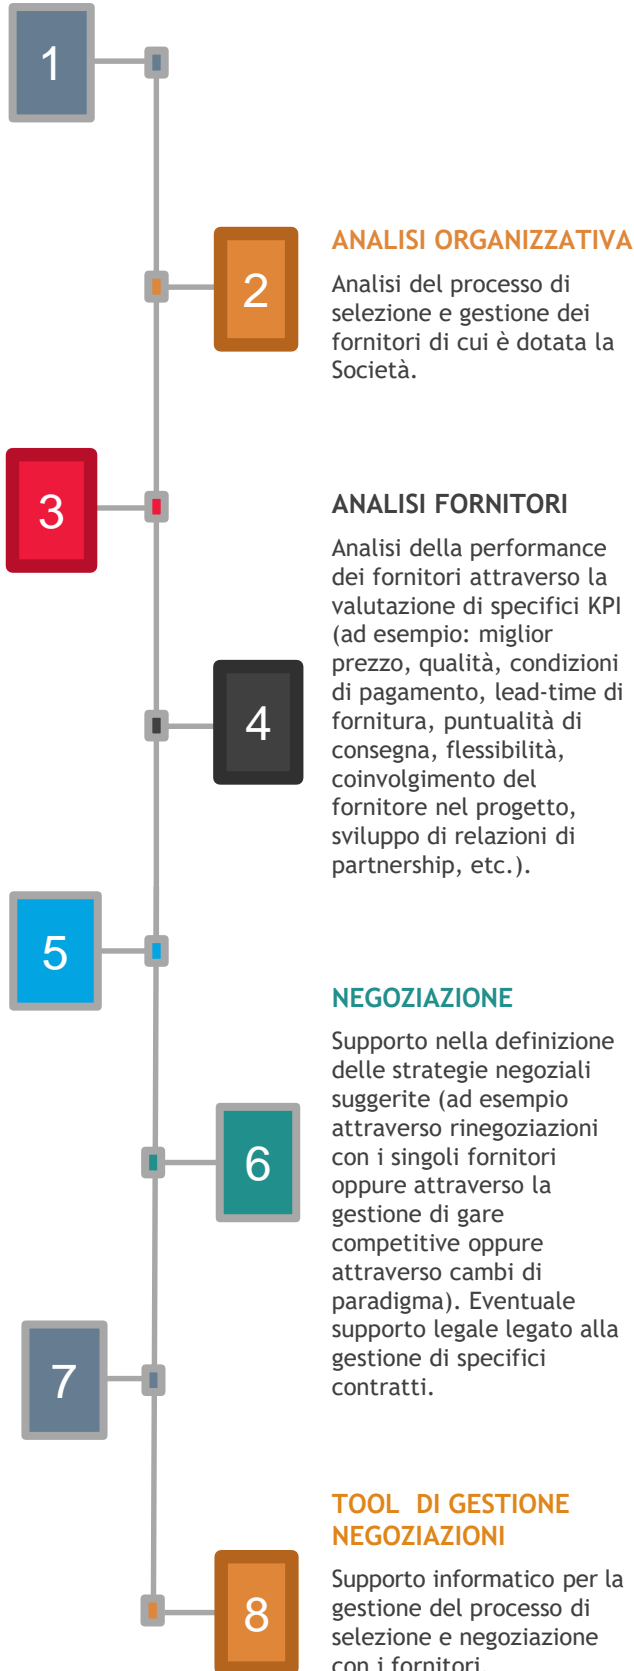 1
2
ANALISI ORGANIZZATIVA
Analisi del processo di
selezione e gestione dei
fornitori di cui è dotata la
Società.
3
ANALISI FORNITORI
Analisi della performance
dei fornitori attraverso la
valutazione di specifici KPI
(ad esempio: miglior
prezzo, qualità, condizioni
di pagamento, lead-time di
fornitura, puntualità di
consegna, flessibilità,
coinvolgimento del
fornitore nel progetto,
sviluppo di relazioni di
partnership, etc.).
4
5
NEGOZIAZIONE
Supporto nella definizione
delle strategie negoziali
suggerite (ad esempio
attraverso rinegoziazioni
con i singoli fornitori
oppure attraverso la
gestione di gare
competitive oppure
attraverso cambi di
paradigma). Eventuale
supporto legale legato alla
gestione di specifici
contratti.
6
7
TOOL DI GESTIONE
NEGOZIAZIONI
Supporto informatico per la
gestione del processo di
selezione e negoziazione
con i fornitori
8